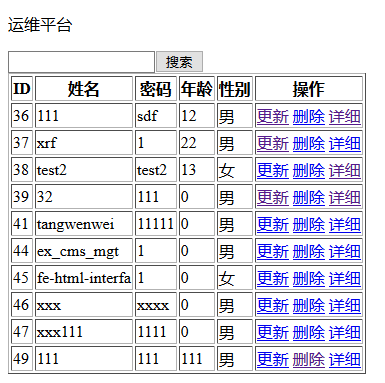 运维平台
搜索
ID 姓名 密码 年龄 性别 操作
36 111 sdf 12 男 更新 删除 详细
37 xrf 1 22 男 更新 删除 详细
38 test2 test2 13 女 更新 删除 详细
39 32 111 0 男 更新 删除 详细
41 tangwenwei 11111 0 男 更新 删除 详细
44 ex_cms_mgt 1 0 男 更新 删除 详细
45 fe-html-interfa 1 0 女 更新 删除 详细
46 xxx xxxx 0 男 更新 删除 详细
47 xxx111 1111 0 男 更新 删除 详细
49 111 111 111 男 更新 删除 详细